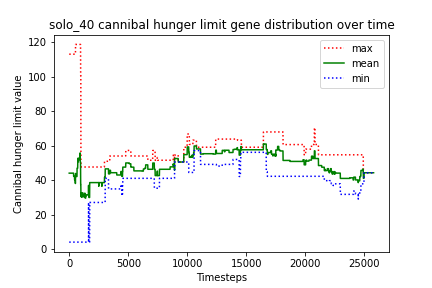 solo_40 cannibal hunger limit gene distribution over time
120
100
80
60
40
20
0
Cannibal hunger limit value
max
mean
min
0
5000
10000
15000
20000
25000
Timesteps